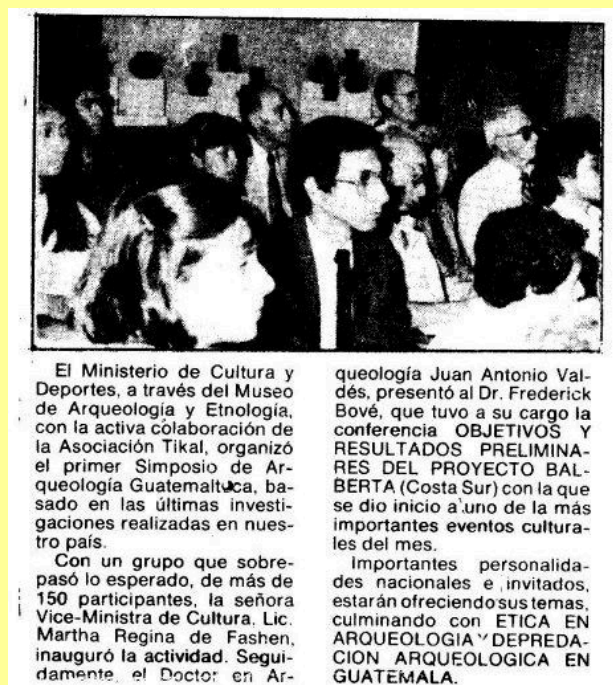 El Ministerio de Cultura y
Deportes, a través del Museo
de Arqueología y Etnología,
con la activa colaboración de
la Asociación Tikal, organizó
el primer Simposio de Ar-
queología Guatemalteca, ba-
sado en las últimas investi-
gaciones realizadas en nues-
tro país.
Con un grupo que sobre-
pasó lo esperado, de más de
150 participantes, la señora
Vice-Ministra de Cultura, Lic.
Martha Regina de Fashen,
inauguró la actividad. Segui-
damente, el Doctor en Ar-
queología Juan Antonio Val-
dés, presentó al Dr. Frederick
Bové, que tuvo a su cargo la
conferencia OBJETIVOS Y
RESULTADOS PRELIMINA-
RES DEL PROYECTO BAL-
BERTA (Costa Sur) con la que
se dio inicio a uno de la más
importantes eventos cultura-
les del mes.
Importantes personalida-
des nacionales e invitados,
estarán ofreciendo sus temas,
culminando con ETICA EN
ARQUEOLOGIA Y DEPREDA-
CION ARQUEOLOGICA EN
GUATEMALA.